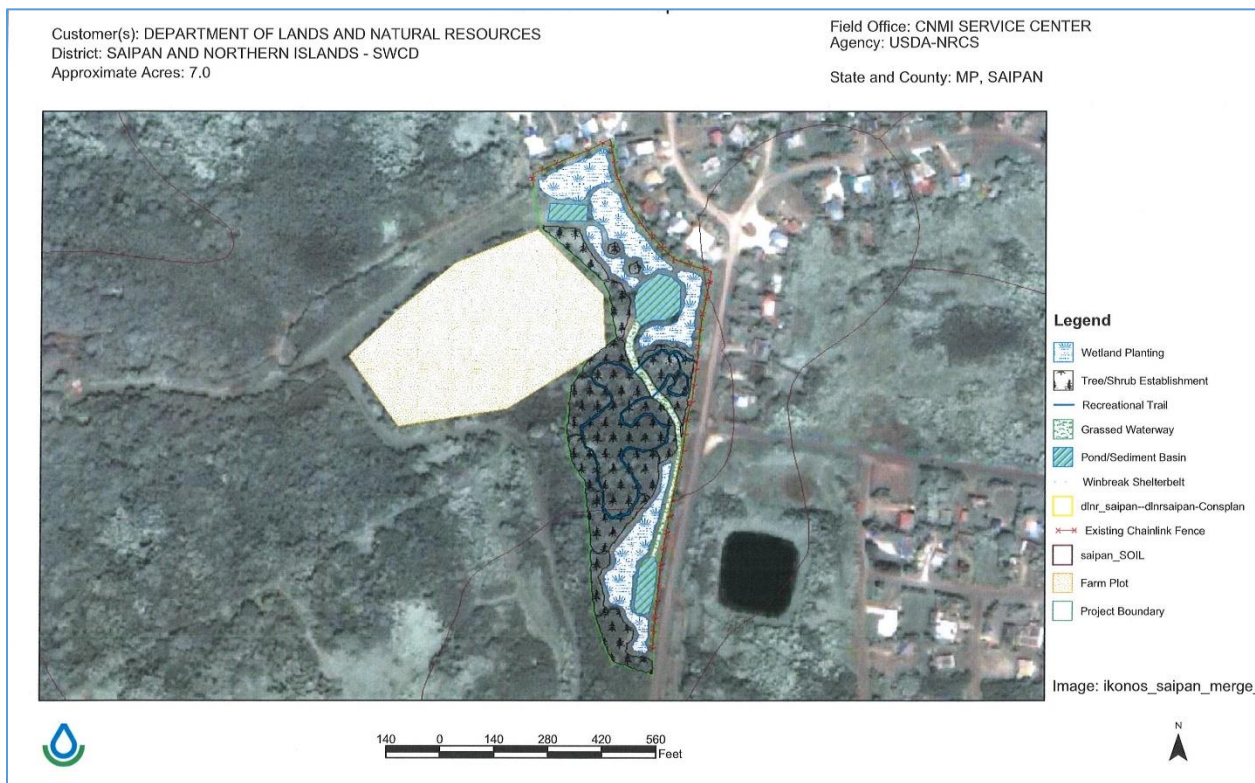 Customer(s): DEPARTMENT OF LANDS AND NATURAL RESOURCES
District: SAIPAN AND NORTHERN ISLANDS - SWCD
Approximate Acres: 7.0
Field Office: CNMI SERVICE CENTER
Agency: USDA-NRCS
State and County: MP, SAIPAN
Legend
Wetland Planting
Tree/Shrub Establishment
Recreational Trail
Grassed Waterway
Pond/Sediment Basin
Winbreak Shelterbelt
dlnr_saipan--dlnrsaipan-Consplan
Existing Chainlink Fence
saipan_SOIL
Farm Plot
Project Boundary
Image: ikonos_saipan_merge_
140 0 140 280 420 560
Feet
N